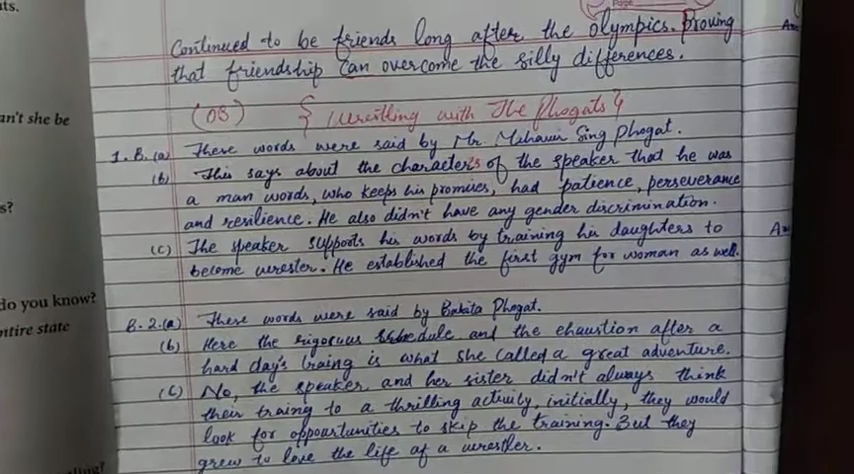 ts.
Page
Continued to be friends long after the olympics. Proving
that friendship can overcome the silly differences.
(OB) { Wrestling with The Phogats }
an't she be
1. B. (a) These words were said by Mr. Mahavir Sing Phogat.
(b) This says about the characters of the speaker that he was
a man words, who keeps his promises, had patience, perseverance
s?
and resilience. He also didn't have any gender discrimination.
(c) The speaker supports his words by training his daughters to
become wrester. He established the first gym for woman as well.
do you know?
B. 2. (a) These words were said by Babita Phogat.
ntire state
(b) Here the rigorous schedule and the ehaustion after a
hard day's traing is what she called a great adventure.
(c) No, the speaker and her sister didn't always think
their traing to a thrilling activity, initially, they would
look for oppourtunities to skip the training. But they
grew to love the life of a wrestler.